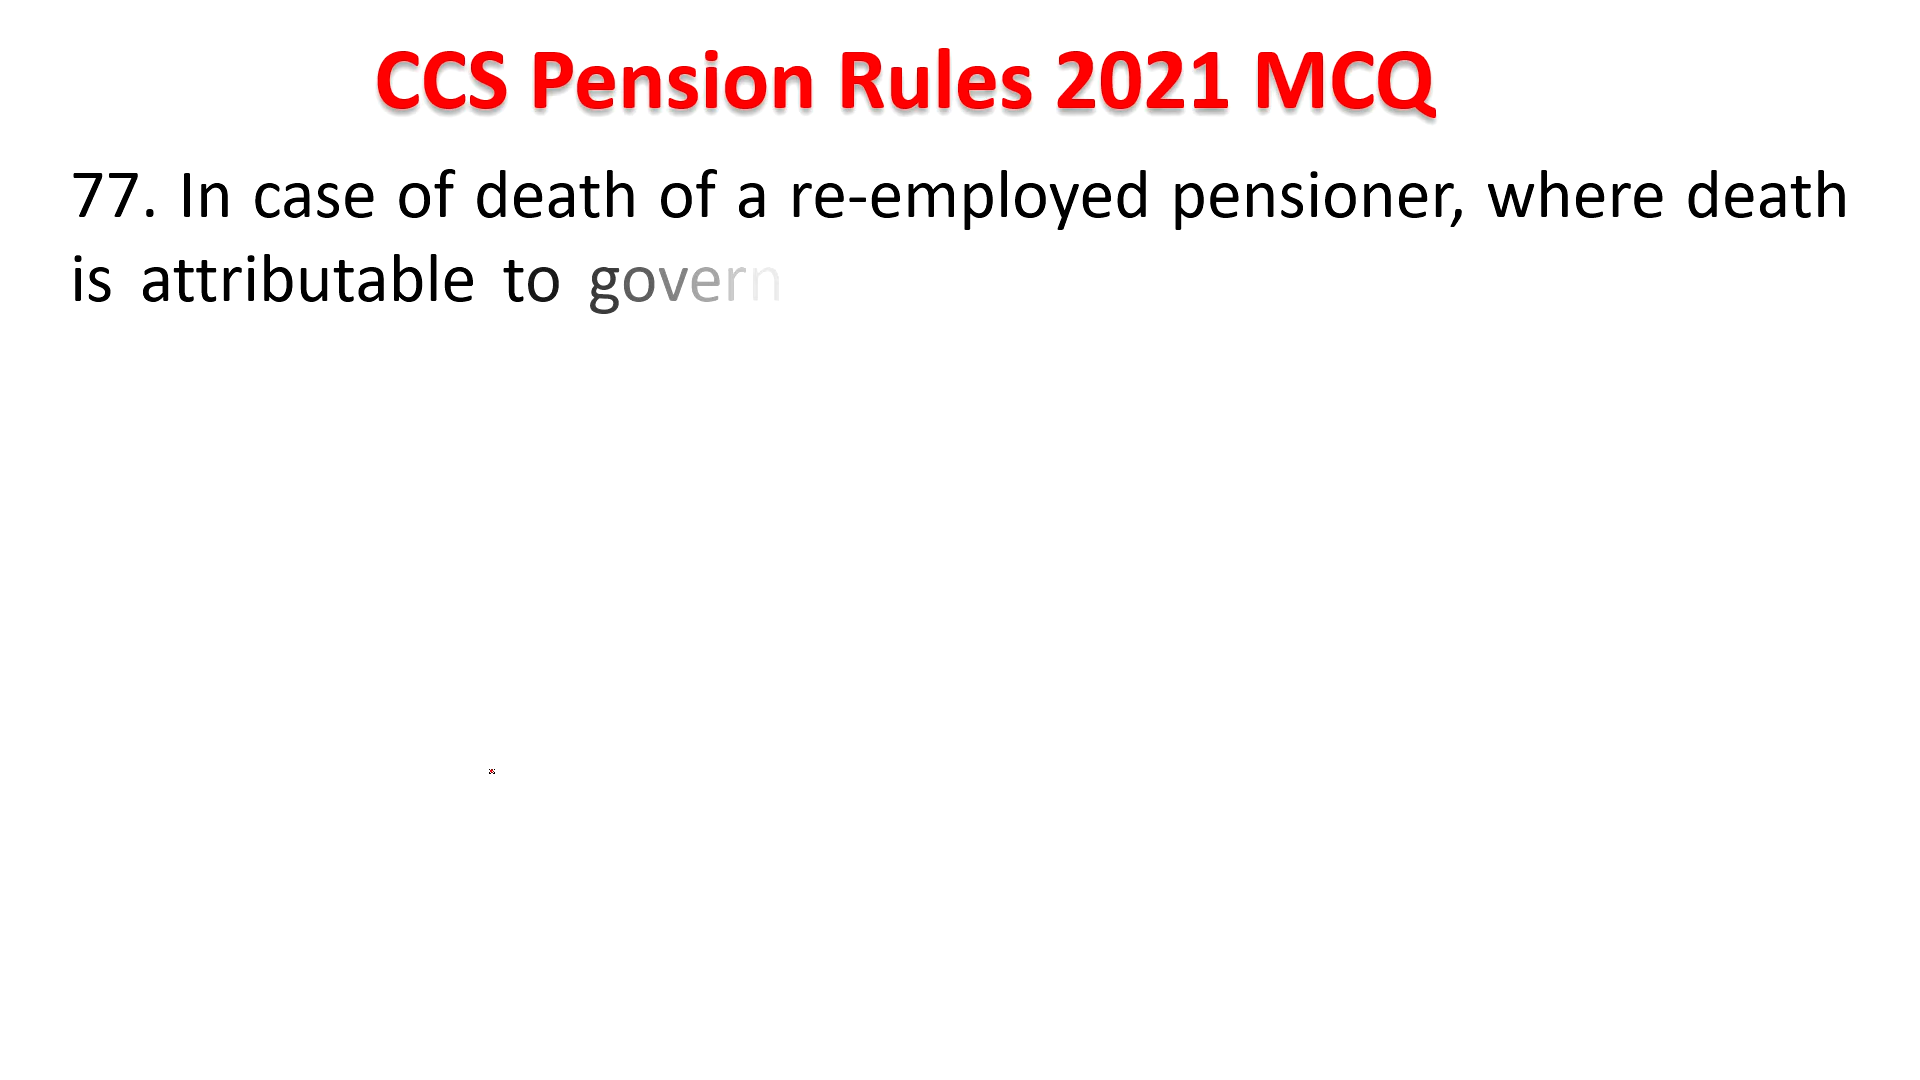 CCS Pension Rules 2021 MCQ
77. In case of death of a re-employed pensioner, where death
is attributable to govern